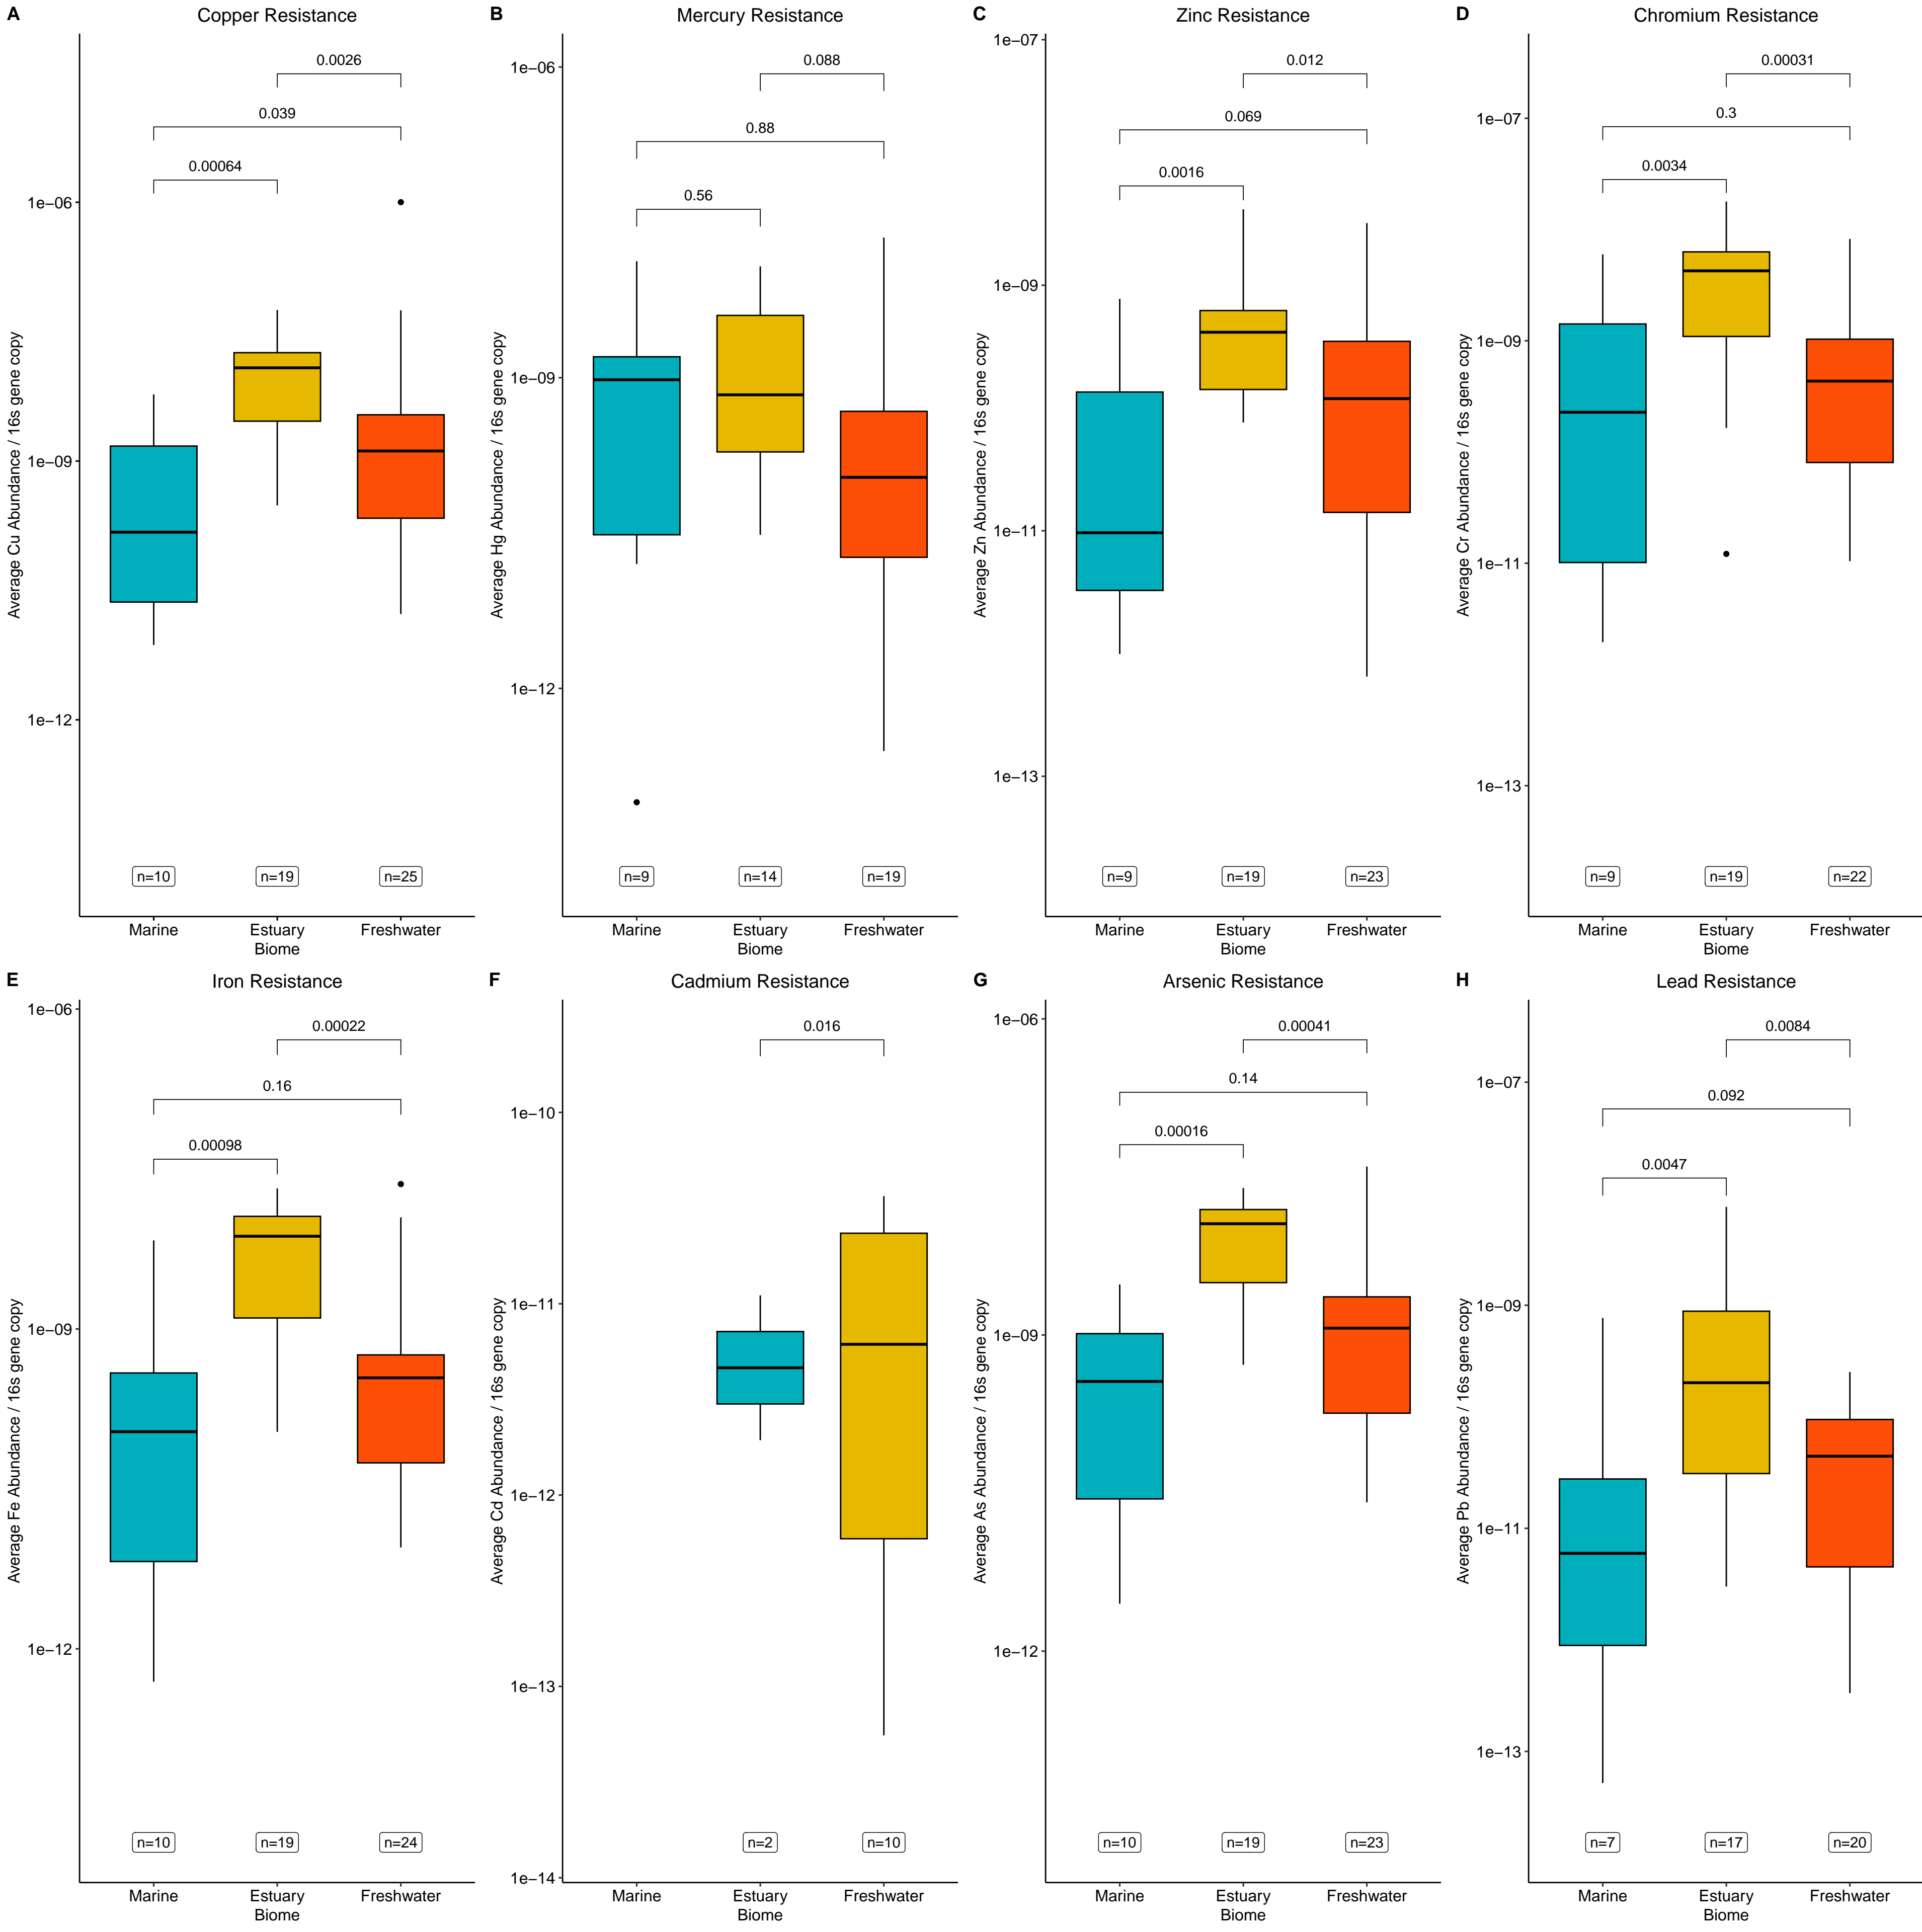 A
Copper Resistance
0.0026
0.039
0.00064
1e−06
1e−09
1e−12
Average Cu Abundance / 16s gene copy
n=10
n=19
n=25
Marine
Estuary
Freshwater
Biome
B
Mercury Resistance
0.088
0.88
0.56
1e−06
1e−09
1e−12
Average Hg Abundance / 16s gene copy
n=9
n=14
n=19
Marine
Estuary
Freshwater
Biome
C
Zinc Resistance
0.012
0.069
0.0016
1e−07
1e−09
1e−11
1e−13
Average Zn Abundance / 16s gene copy
n=9
n=19
n=23
Marine
Estuary
Freshwater
Biome
D
Chromium Resistance
0.00031
0.3
0.0034
1e−07
1e−09
1e−11
1e−13
Average Cr Abundance / 16s gene copy
n=9
n=19
n=22
Marine
Estuary
Freshwater
Biome
E
Iron Resistance
0.00022
0.16
0.00098
1e−06
1e−09
1e−12
Average Fe Abundance / 16s gene copy
n=10
n=19
n=24
Marine
Estuary
Freshwater
Biome
F
Cadmium Resistance
0.016
1e−10
1e−11
1e−12
1e−13
1e−14
Average Cd Abundance / 16s gene copy
n=2
n=10
Marine
Estuary
Freshwater
Biome
G
Arsenic Resistance
0.00041
0.14
0.00016
1e−06
1e−09
1e−12
Average As Abundance / 16s gene copy
n=10
n=19
n=23
Marine
Estuary
Freshwater
Biome
H
Lead Resistance
0.0084
0.092
0.0047
1e−07
1e−09
1e−11
1e−13
Average Pb Abundance / 16s gene copy
n=7
n=17
n=20
Marine
Estuary
Freshwater
Biome